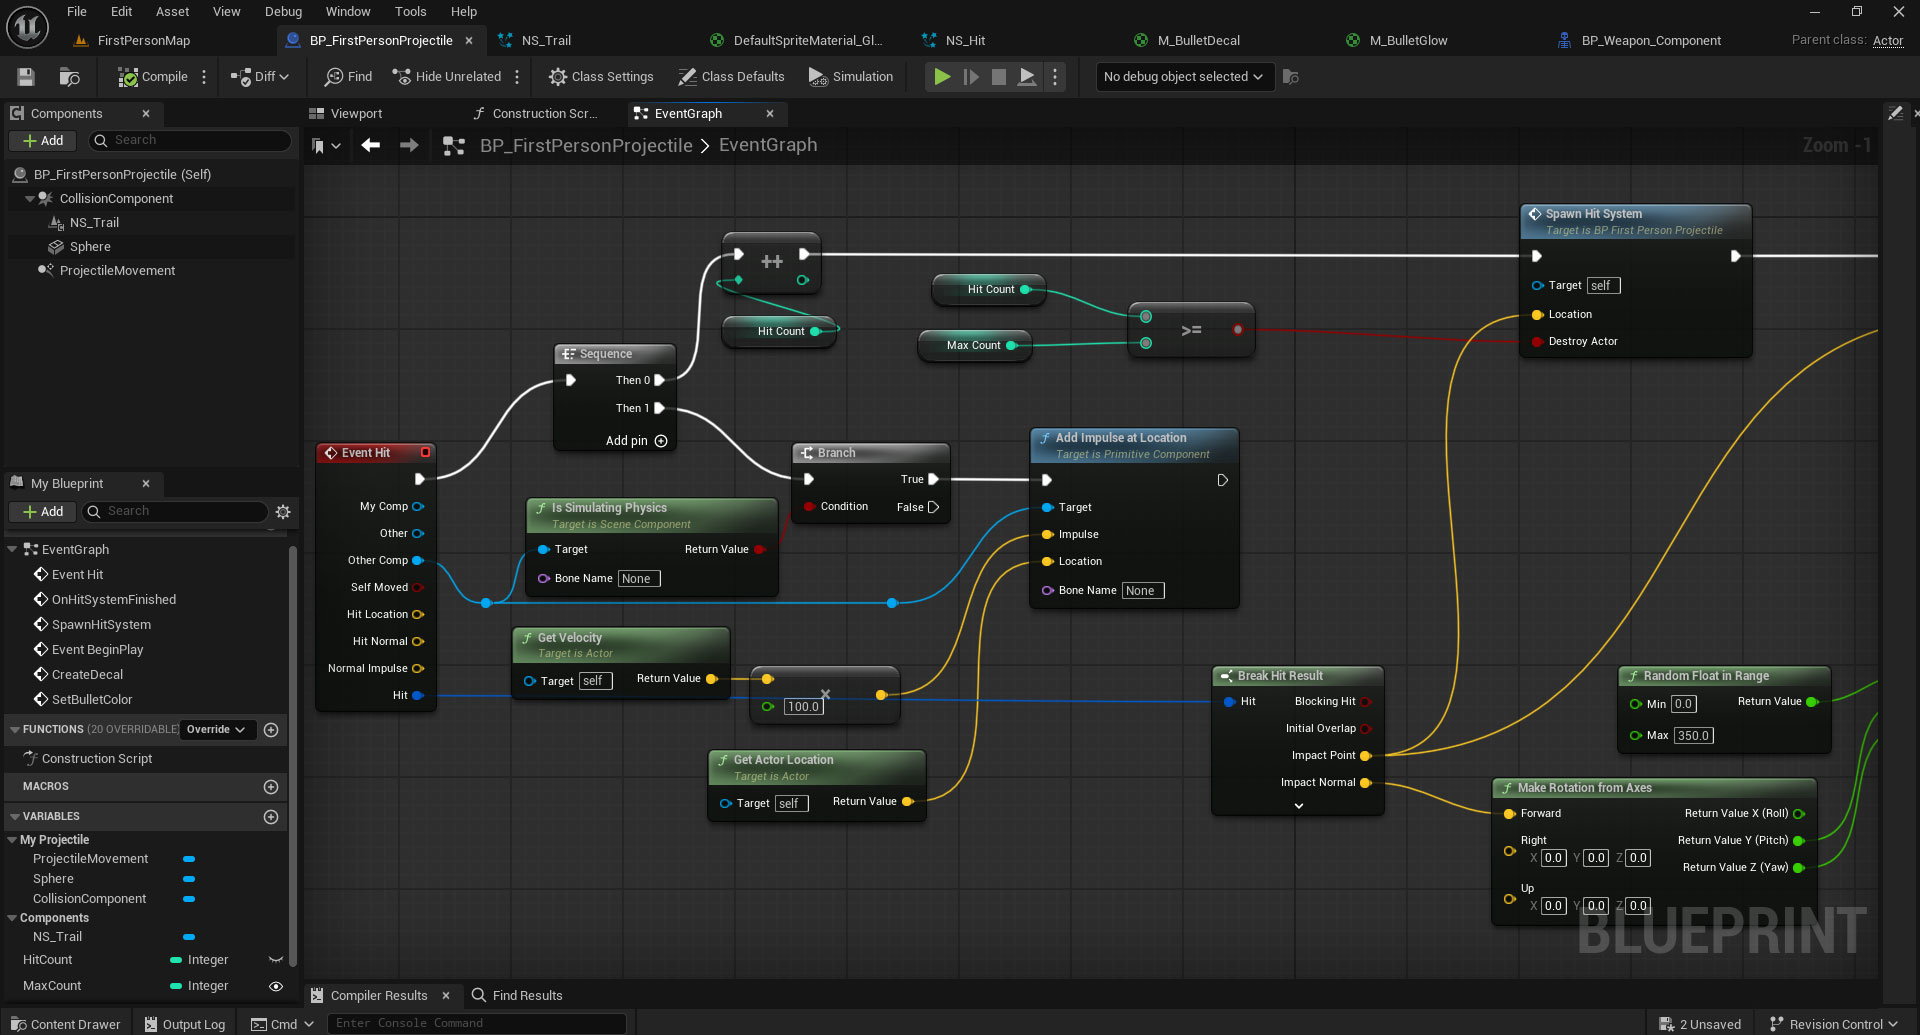 File Edit Asset View Debug Window Tools Help
FirstPersonMap
BP_FirstPersonProjectile
NS_Trail
DefaultSpriteMaterial_Gl...
NS_Hit
M_BulletDecal
M_BulletGlow
BP_Weapon_Component
Parent class: Actor
Compile
Diff
Find
Hide Unrelated
Class Settings
Class Defaults
Simulation
No debug object selected
Components
Add
Search
BP_FirstPersonProjectile (Self)
CollisionComponent
NS_Trail
Sphere
ProjectileMovement
My Blueprint
Add
Search
EventGraph
Event Hit
OnHitSystemFinished
SpawnHitSystem
Event BeginPlay
CreateDecal
SetBulletColor
FUNCTIONS (20 OVERRIDABLE) Override
Construction Script
MACROS
VARIABLES
My Projectile
ProjectileMovement
Sphere
CollisionComponent
Components
NS_Trail
HitCount Integer
MaxCount Integer
Viewport
Construction Scr...
EventGraph
BP_FirstPersonProjectile > EventGraph
Zoom -1
++
Hit Count
Hit Count
Max Count
>=
Spawn Hit System
Target is BP First Person Projectile
Target self
Location
Destroy Actor
Sequence
Then 0
Then 1
Add pin
Event Hit
My Comp
Other
Other Comp
Self Moved
Hit Location
Hit Normal
Normal Impulse
Hit
Branch
True
Condition False
Is Simulating Physics
Target is Scene Component
Target Return Value
Bone Name None
Add Impulse at Location
Target is Primitive Component
Target
Impulse
Location
Bone Name None
Get Velocity
Target is Actor
Target self Return Value
×
100.0
Get Actor Location
Target is Actor
Target self Return Value
Break Hit Result
Hit Blocking Hit
Initial Overlap
Impact Point
Impact Normal
Random Float in Range
Min 0.0 Return Value
Max 350.0
Make Rotation from Axes
Forward Return Value X (Roll)
Right Return Value Y (Pitch)
X 0.0 Y 0.0 Z 0.0
Return Value Z (Yaw)
Up
X 0.0 Y 0.0 Z 0.0
BLUEPRINT
Compiler Results
Find Results
Content Drawer
Output Log
Cmd
Enter Console Command
2 Unsaved
Revision Control